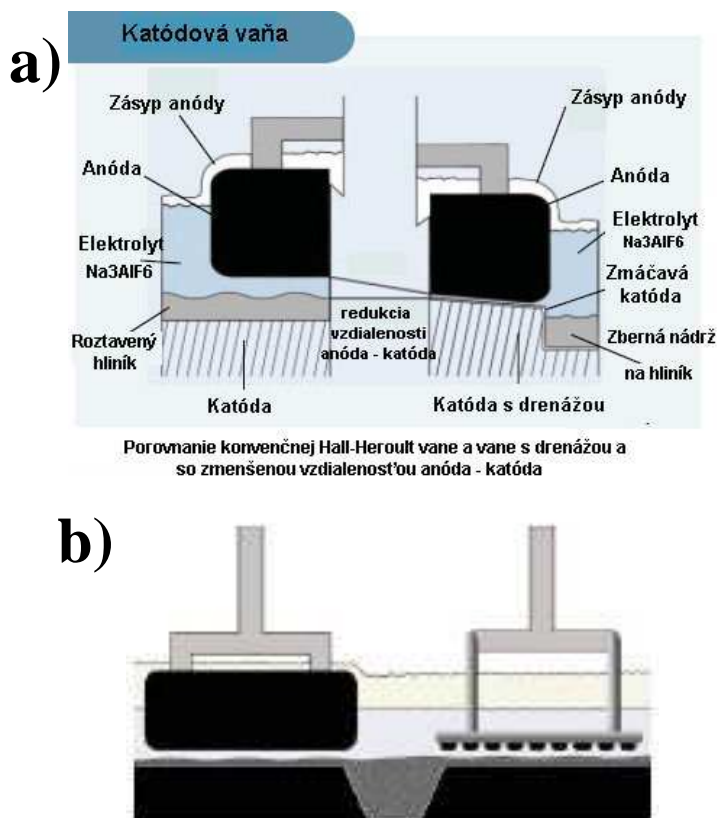 a)
Katódová vaňa
Zásyp anódy
Zásyp anódy
Anóda
Anóda
Elektrolyt
Na3AlF6
Elektrolyt
Na3AlF6
Zmáčavá
katóda
redukcia
vzdialenosti
anóda - katóda
Roztavený
hliník
Zberná nádrž
na hliník
Katóda
Katóda s drenážou
Porovnanie konvenčnej Hall-Heroult vane a vane s drenážou a
so zmenšenou vzdialenosťou anóda - katóda
b)